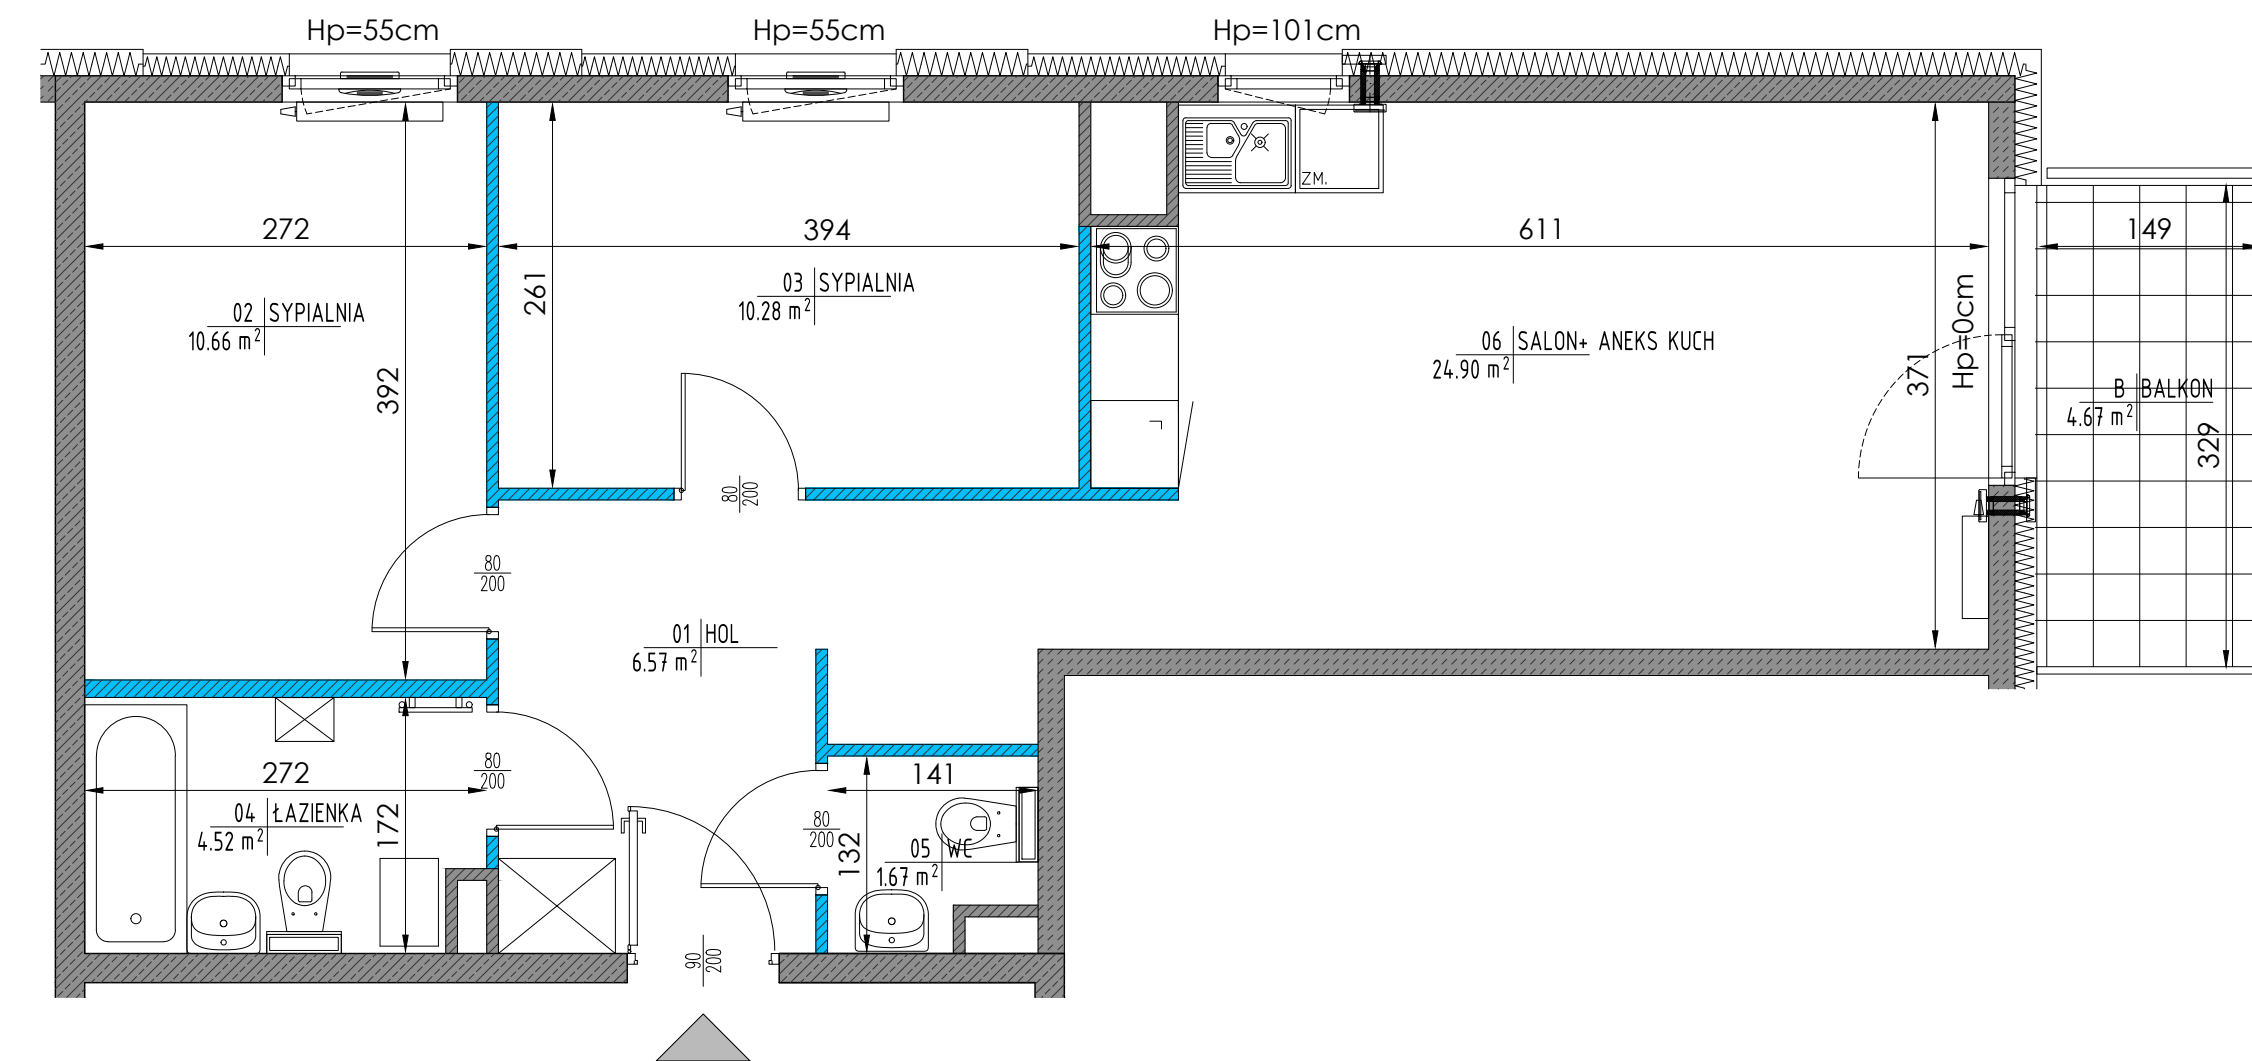 Hp=55cm
Hp=55cm
Hp=101cm
ZM.
272
394
611
149
261
02 SYPIALNIA
10.66 m²
03 SYPIALNIA
10.28 m²
06 SALON+ ANEKS KUCH
24.90 m²
Hp=0cm
371
392
B BALKON
4.67 m²
329
80
200
80
200
01 HOL
6.57 m²
272
80
200
141
04 ŁAZIENKA
4.52 m²
172
80
200
132
05 WC
1.67 m²
90
200